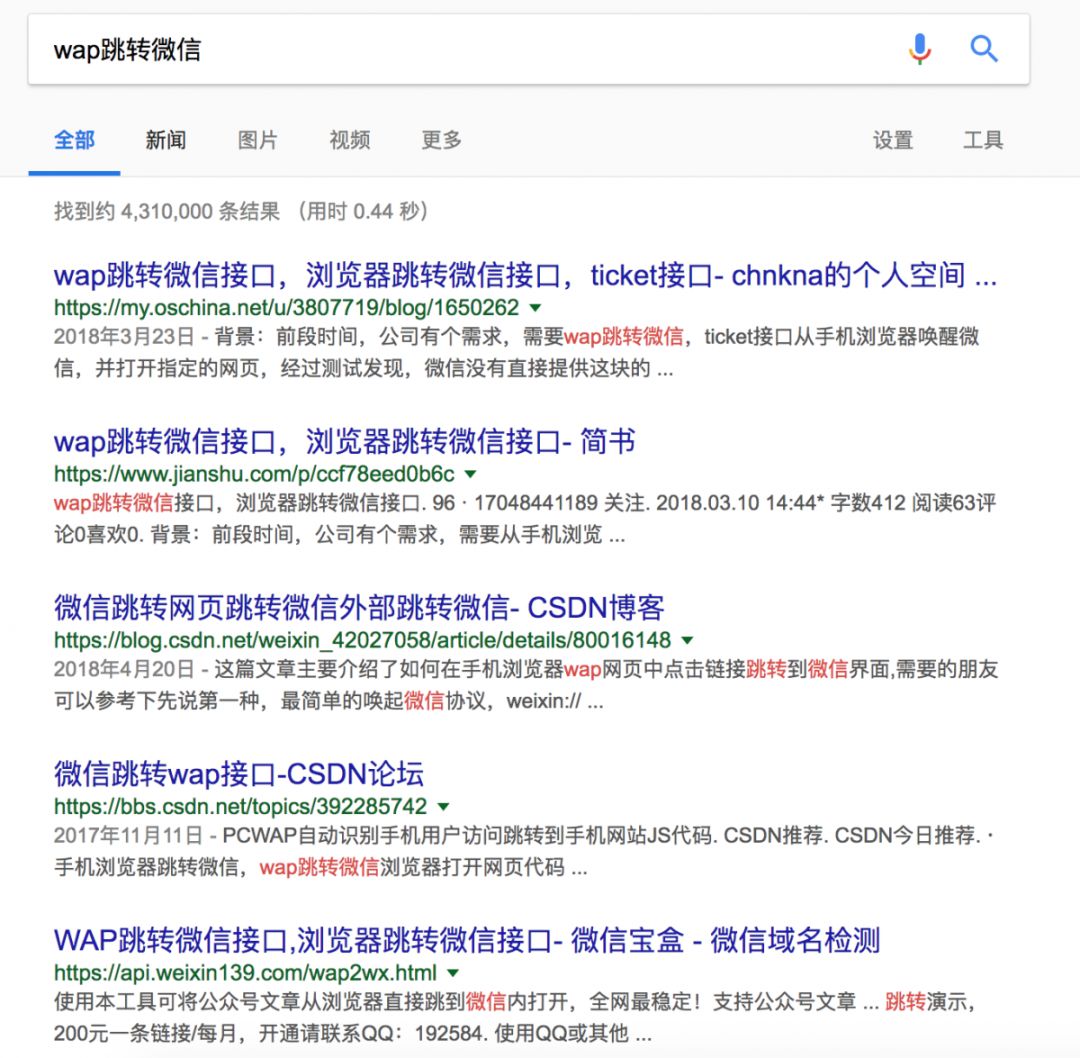 wap跳转微信
全部 新闻 图片 视频 更多 设置 工具
找到约 4,310,000 条结果 （用时 0.44 秒）
wap跳转微信接口，浏览器跳转微信接口，ticket接口- chnkna的个人空间 ...
https://my.oschina.net/u/3807719/blog/1650262
2018年3月23日 - 背景：前段时间，公司有个需求，需要wap跳转微信，ticket接口从手机浏览器唤醒微
信，并打开指定的网页，经过测试发现，微信没有直接提供这块的 ...
wap跳转微信接口，浏览器跳转微信接口- 简书
https://www.jianshu.com/p/ccf78eed0b6c
wap跳转微信接口，浏览器跳转微信接口. 96 · 17048441189 关注. 2018.03.10 14:44* 字数412 阅读63评
论0喜欢0. 背景：前段时间，公司有个需求，需要从手机浏览 ...
微信跳转网页跳转微信外部跳转微信- CSDN博客
https://blog.csdn.net/weixin_42027058/article/details/80016148
2018年4月20日 - 这篇文章主要介绍了如何在手机浏览器wap网页中点击链接跳转到微信界面,需要的朋友
可以参考下先说第一种，最简单的唤起微信协议，weixin:// ...
微信跳转wap接口-CSDN论坛
https://bbs.csdn.net/topics/392285742
2017年11月11日 - PCWAP自动识别手机用户访问跳转到手机网站JS代码. CSDN推荐. CSDN今日推荐. ·
手机浏览器跳转微信，wap跳转微信浏览器打开网页代码 ...
WAP跳转微信接口,浏览器跳转微信接口- 微信宝盒 - 微信域名检测
https://api.weixin139.com/wap2wx.html
使用本工具可将公众号文章从浏览器直接跳到微信内打开，全网最稳定！支持公众号文章 ... 跳转演示，
200元一条链接/每月，开通请联系QQ：192584. 使用QQ或其他 ...